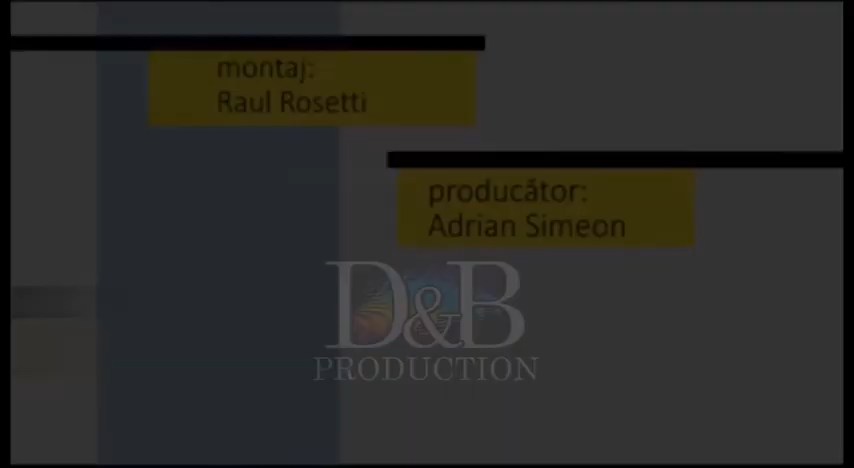 montaj:
Raul Rosetti
producător:
Adrian Simeon
D&B
PRODUCTION